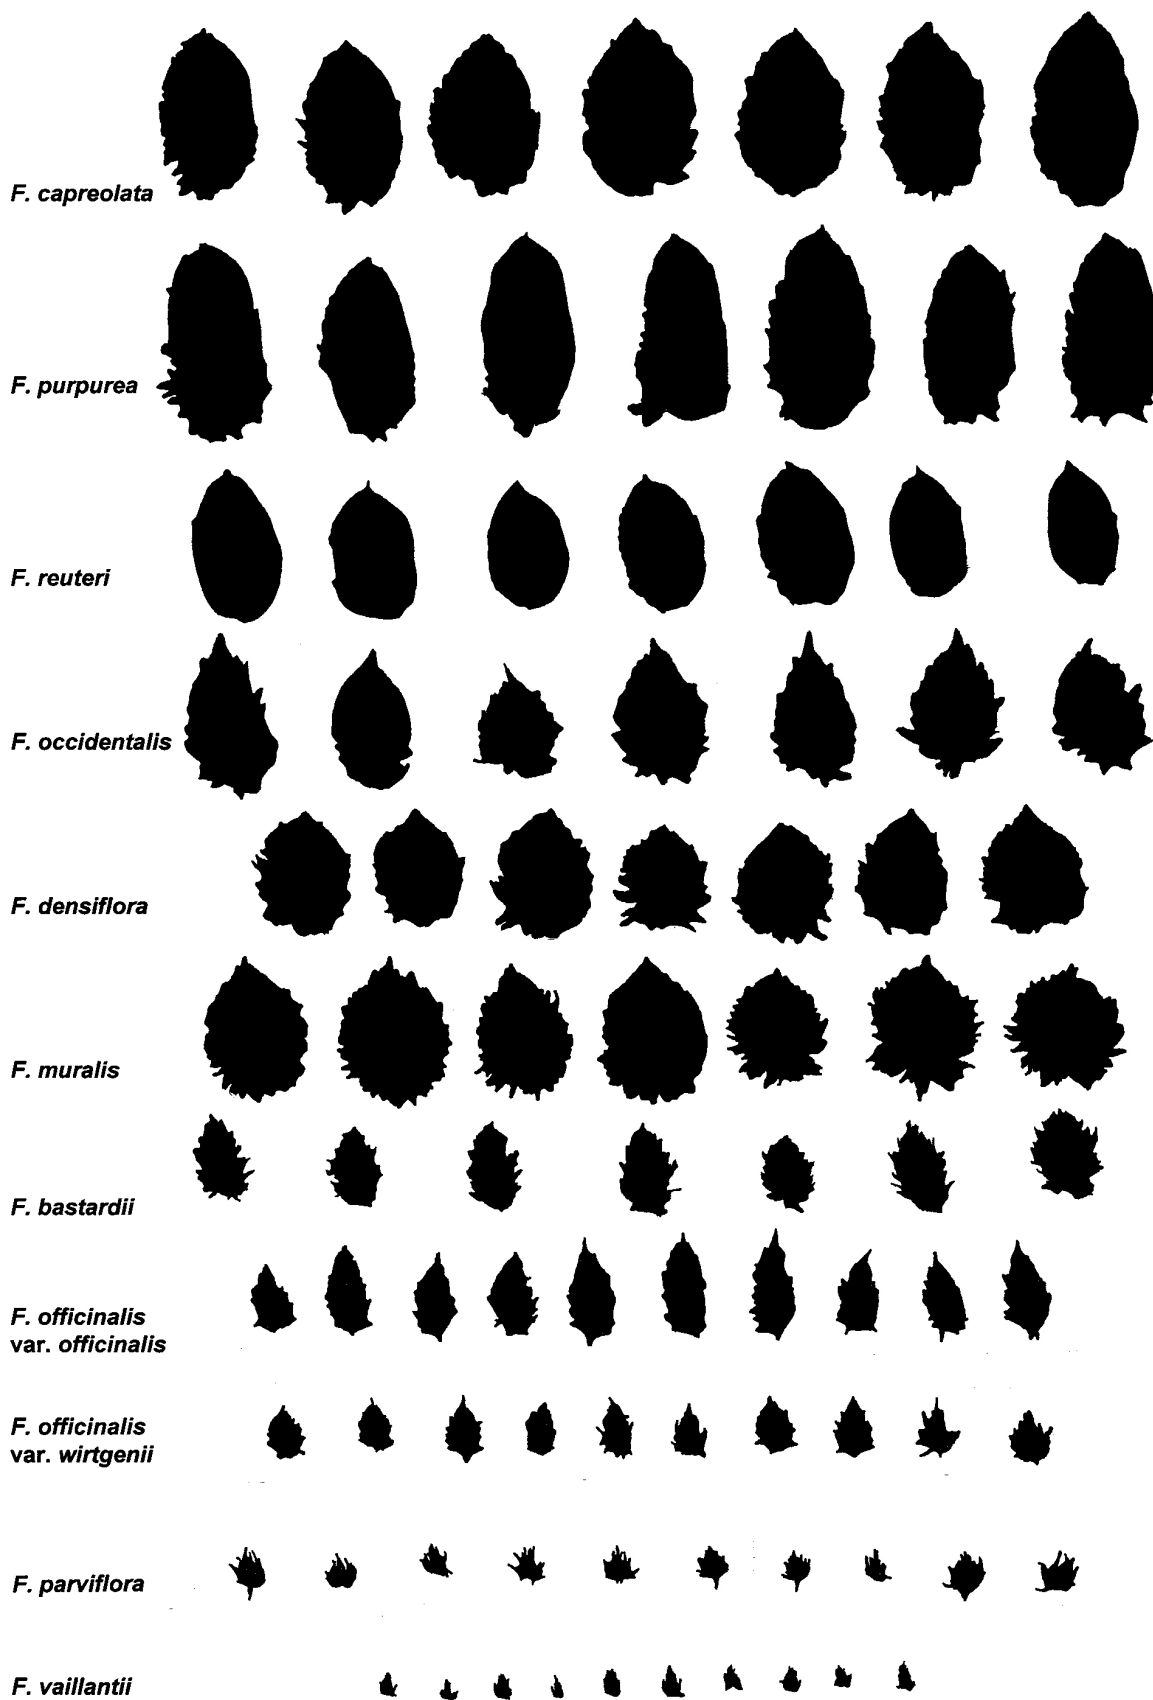 F. capreolata
F. purpurea
F. reuteri
F. occidentalis
F. densiflora
F. muralis
F. bastardii
F. officinalis
var. officinalis
F. officinalis
var. wirtgenii
F. parviflora
F. vaillantii